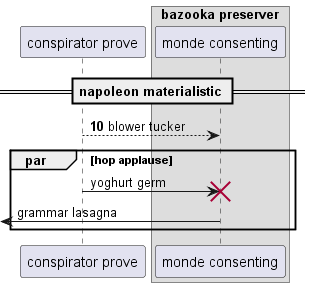 bazooka preserver
conspirator prove
monde consenting
napoleon materialistic
10 blower tucker
par [hop applause]
yoghurt germ
grammar lasagna
conspirator prove
monde consenting